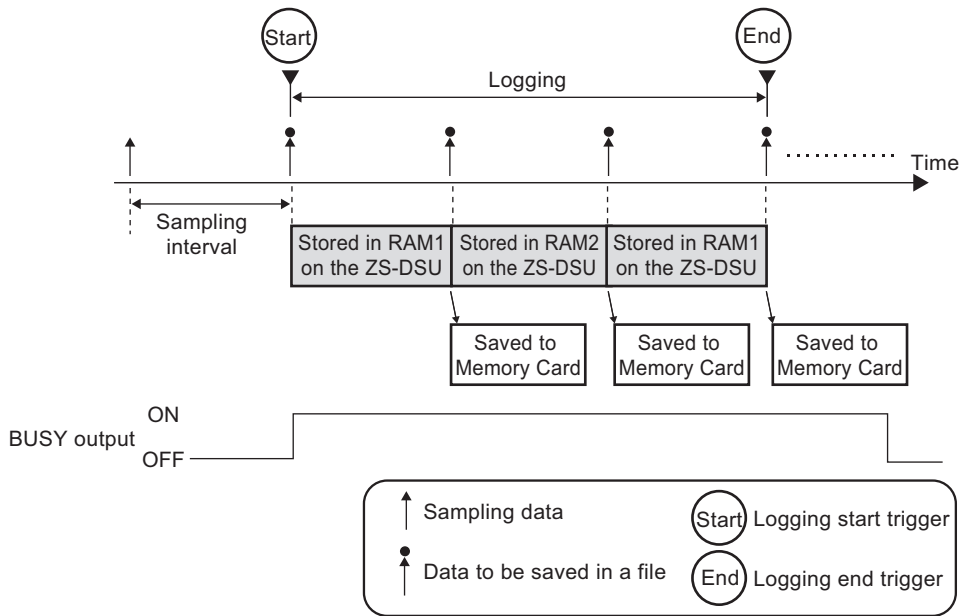 Start
End
Logging
Time
Sampling
interval
Stored in RAM1
on the ZS-DSU
Stored in RAM2
on the ZS-DSU
Stored in RAM1
on the ZS-DSU
Saved to
Memory Card
Saved to
Memory Card
Saved to
Memory Card
BUSY output
ON
OFF
Sampling data
Start Logging start trigger
Data to be saved in a file
End Logging end trigger